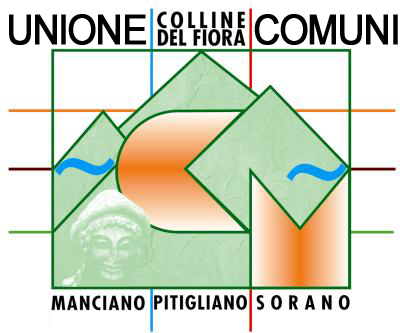 UNIONE COLLINE DEL FIORA COMUNI
MANCIANO PITIGLIANO SORANO